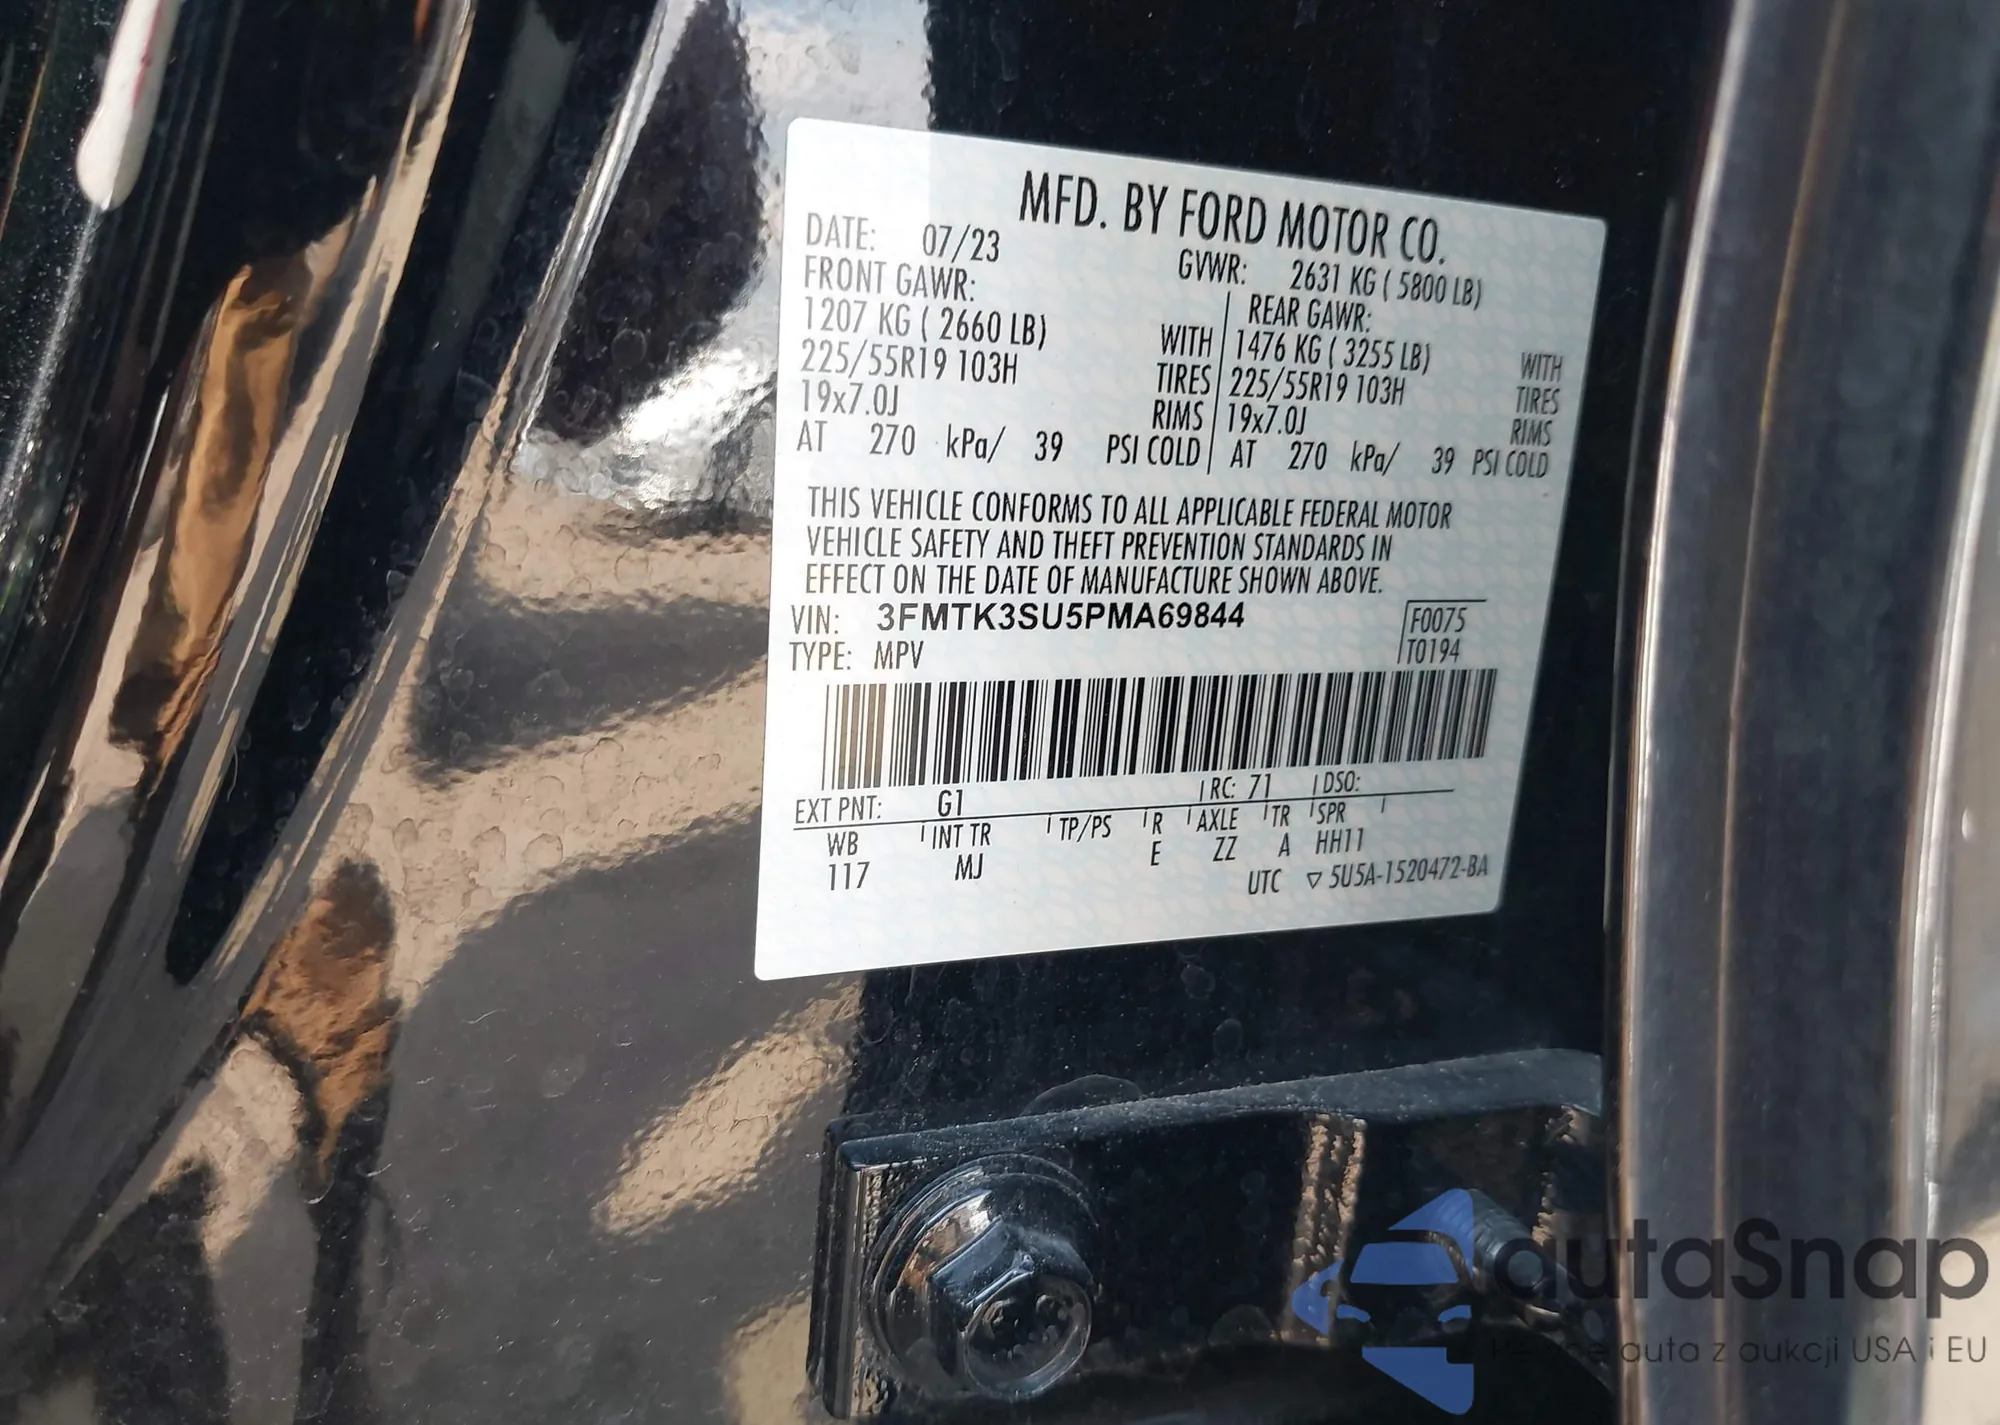 MFD. BY FORD MOTOR CO.
DATE: 07/23 GVWR: 2631 KG ( 5800 LB)
FRONT GAWR: REAR GAWR:
1207 KG ( 2660 LB) WITH 1476 KG ( 3255 LB) WITH
225/55R19 103H TIRES 225/55R19 103H TIRES
19x7.0J RIMS 19x7.0J RIMS
AT 270 kPa/ 39 PSI COLD AT 270 kPa/ 39 PSI COLD
THIS VEHICLE CONFORMS TO ALL APPLICABLE FEDERAL MOTOR
VEHICLE SAFETY AND THEFT PREVENTION STANDARDS IN
EFFECT ON THE DATE OF MANUFACTURE SHOWN ABOVE.
VIN: 3FMTK3SU5PMA69844 F0075
TYPE: MPV T0194
EXT PNT: G1 RC: 71 DSO:
WB INT TR TP/PS R AXLE TR SPR
117 MJ E ZZ A HH11
UTC ▽ 5U5A-1520472-BA
autaSnap
auta z aukcji USA i EU